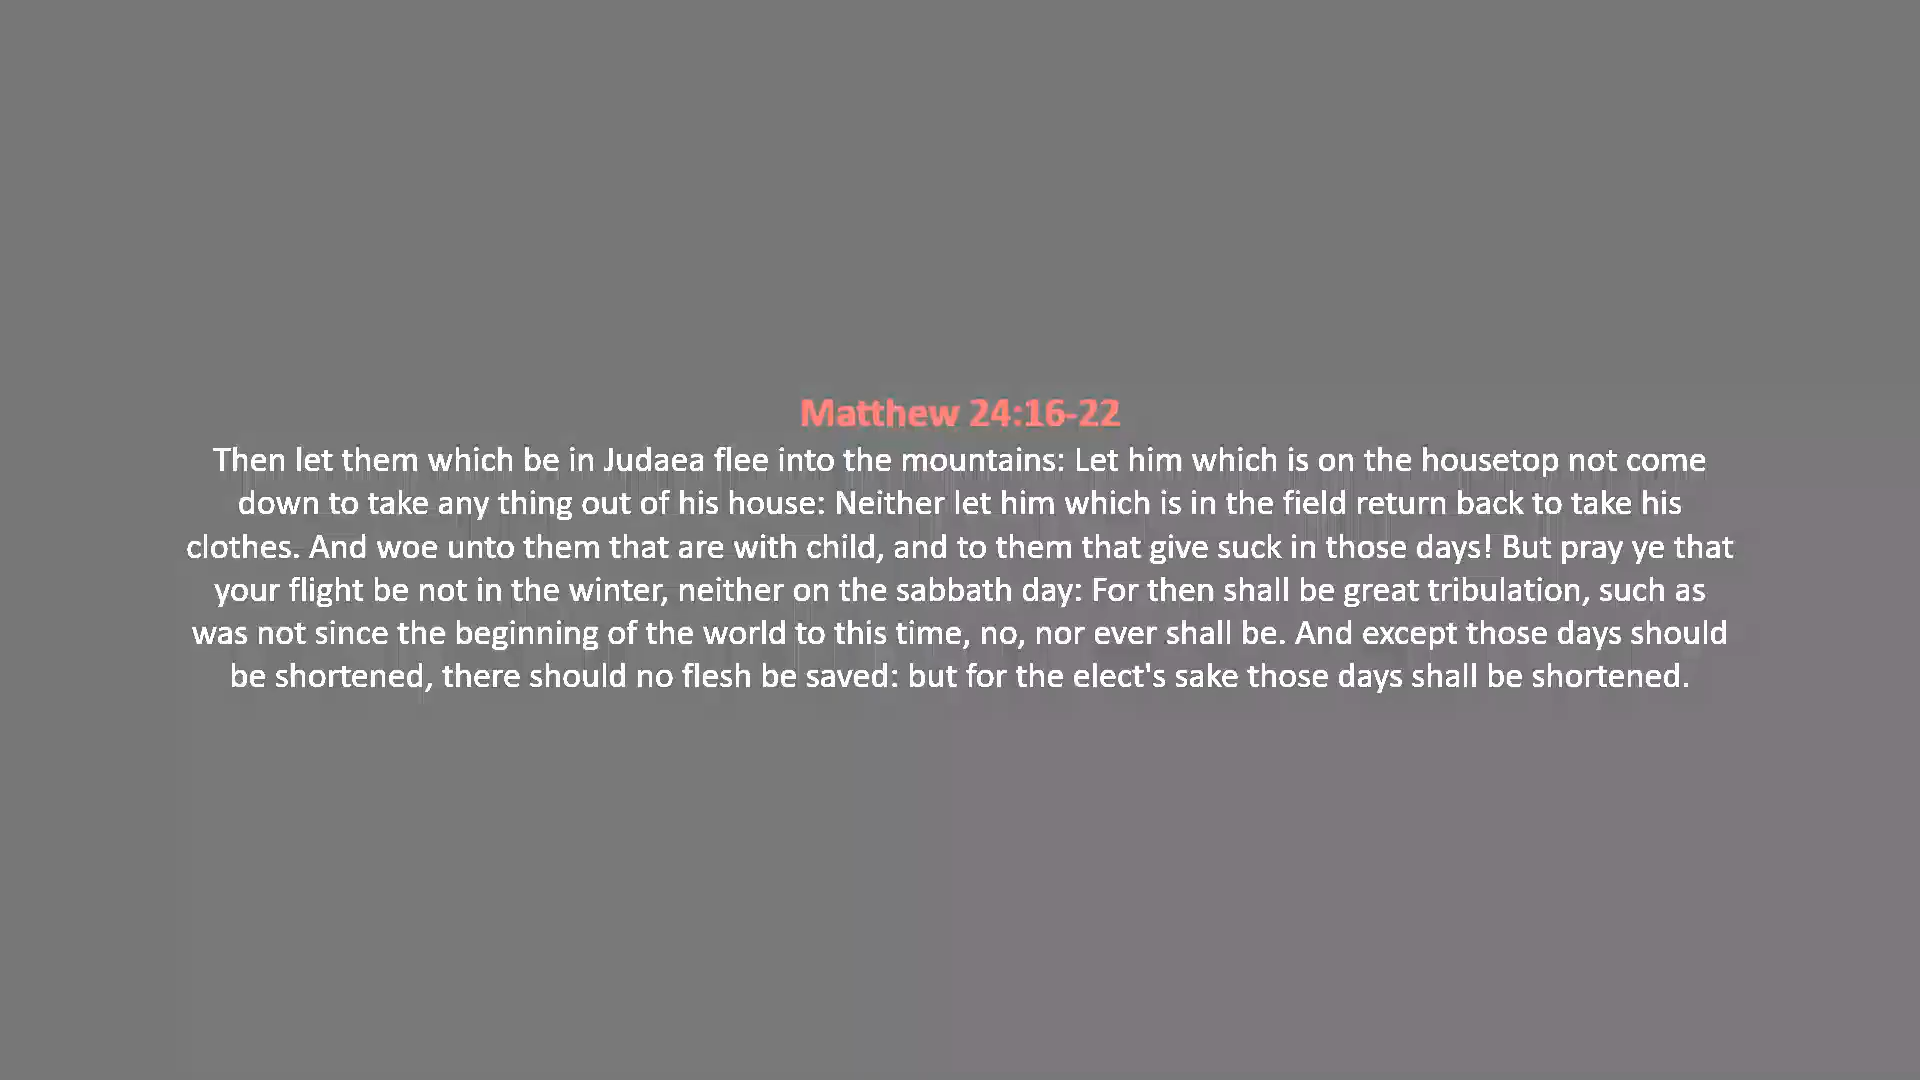 Matthew 24:16-22
Then let them which be in Judaea flee into the mountains: Let him which is on the housetop not come
down to take any thing out of his house: Neither let him which is in the field return back to take his
clothes. And woe unto them that are with child, and to them that give suck in those days! But pray ye that
your flight be not in the winter, neither on the sabbath day: For then shall be great tribulation, such as
was not since the beginning of the world to this time, no, nor ever shall be. And except those days should
be shortened, there should no flesh be saved: but for the elect's sake those days shall be shortened.